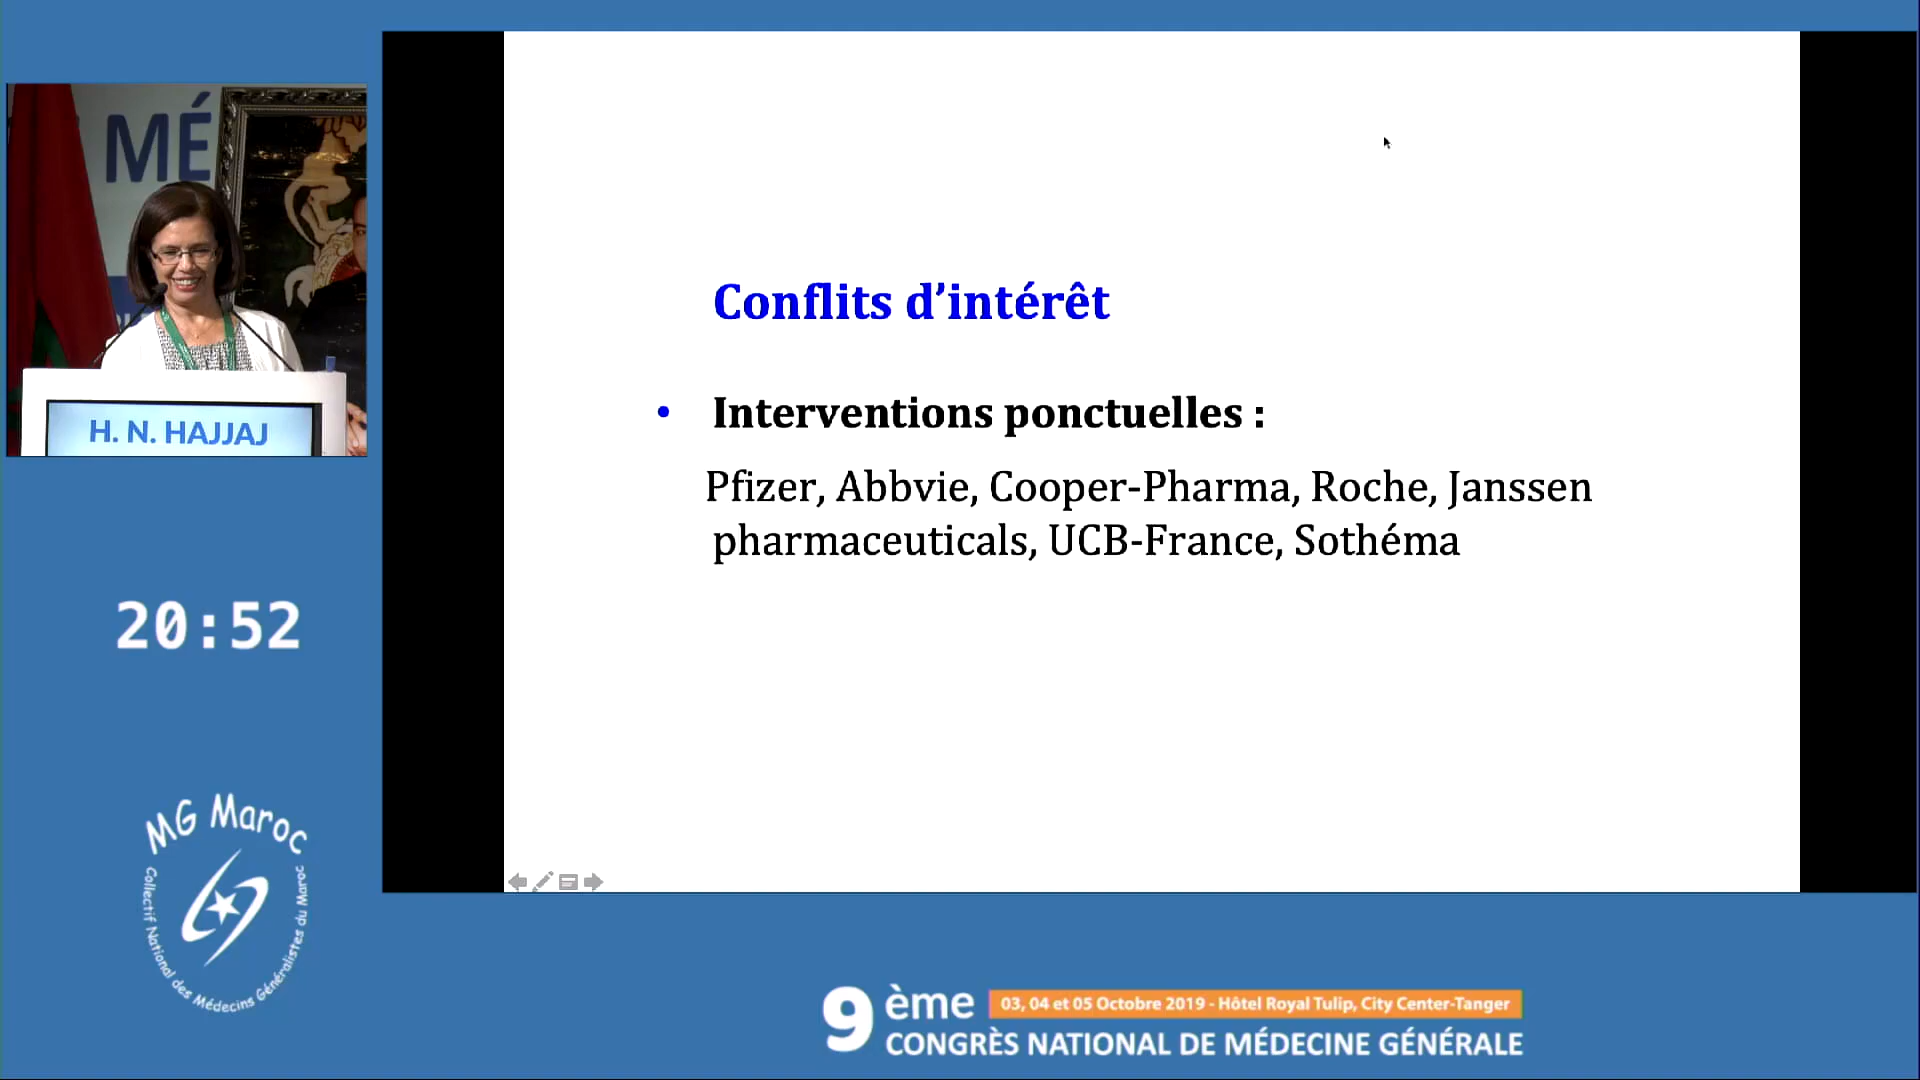 MÉ
H. N. HAJJAJ
Conflits d’intérêt
• Interventions ponctuelles :
Pfizer, Abbvie, Cooper-Pharma, Roche, Janssen
pharmaceuticals, UCB-France, Sothéma
20:52
MG Maroc
Collectif National des Médecins Généralistes du Maroc
9ème
03, 04 et 05 Octobre 2019 - Hôtel Royal Tulip, City Center-Tanger
CONGRÈS NATIONAL DE MÉDECINE GÉNÉRALE